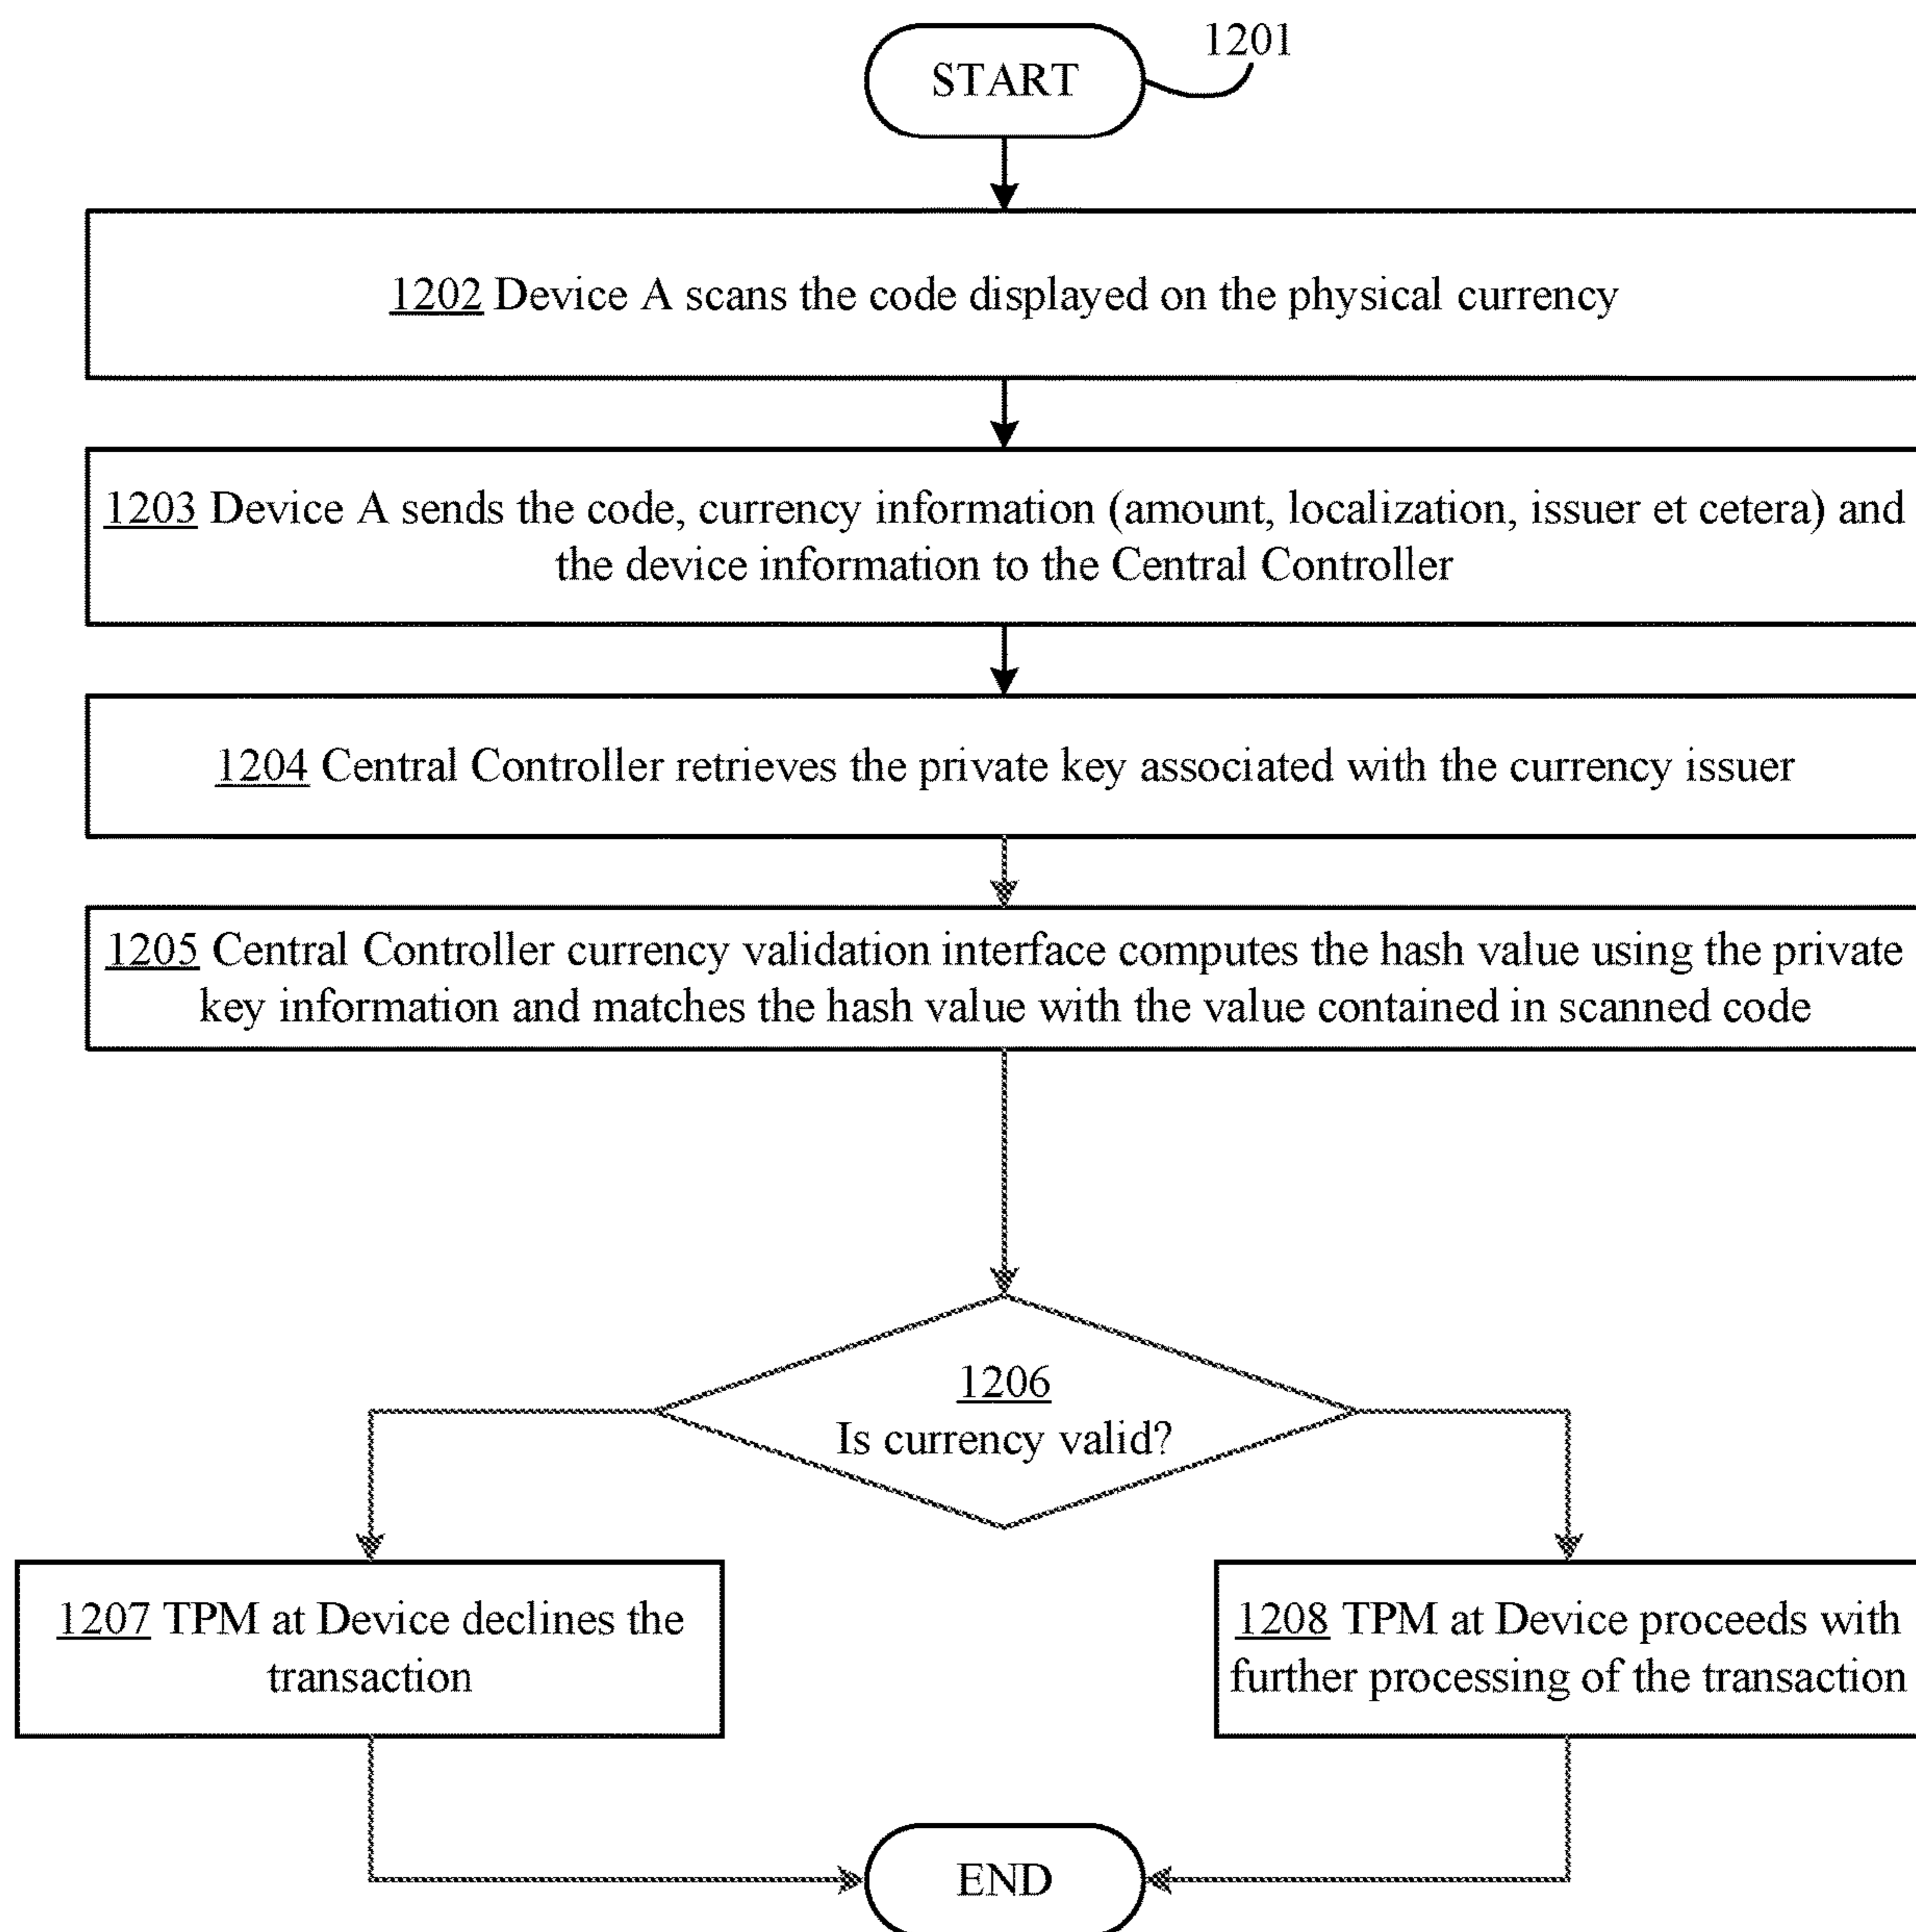 1201
START
1202 Device A scans the code displayed on the physical currency
1203 Device A sends the code, currency information (amount, localization, issuer et cetera) and
the device information to the Central Controller
1204 Central Controller retrieves the private key associated with the currency issuer
1205 Central Controller currency validation interface computes the hash value using the private
key information and matches the hash value with the value contained in scanned code
1206
Is currency valid?
1207 TPM at Device declines the
transaction
1208 TPM at Device proceeds with
further processing of the transaction
END